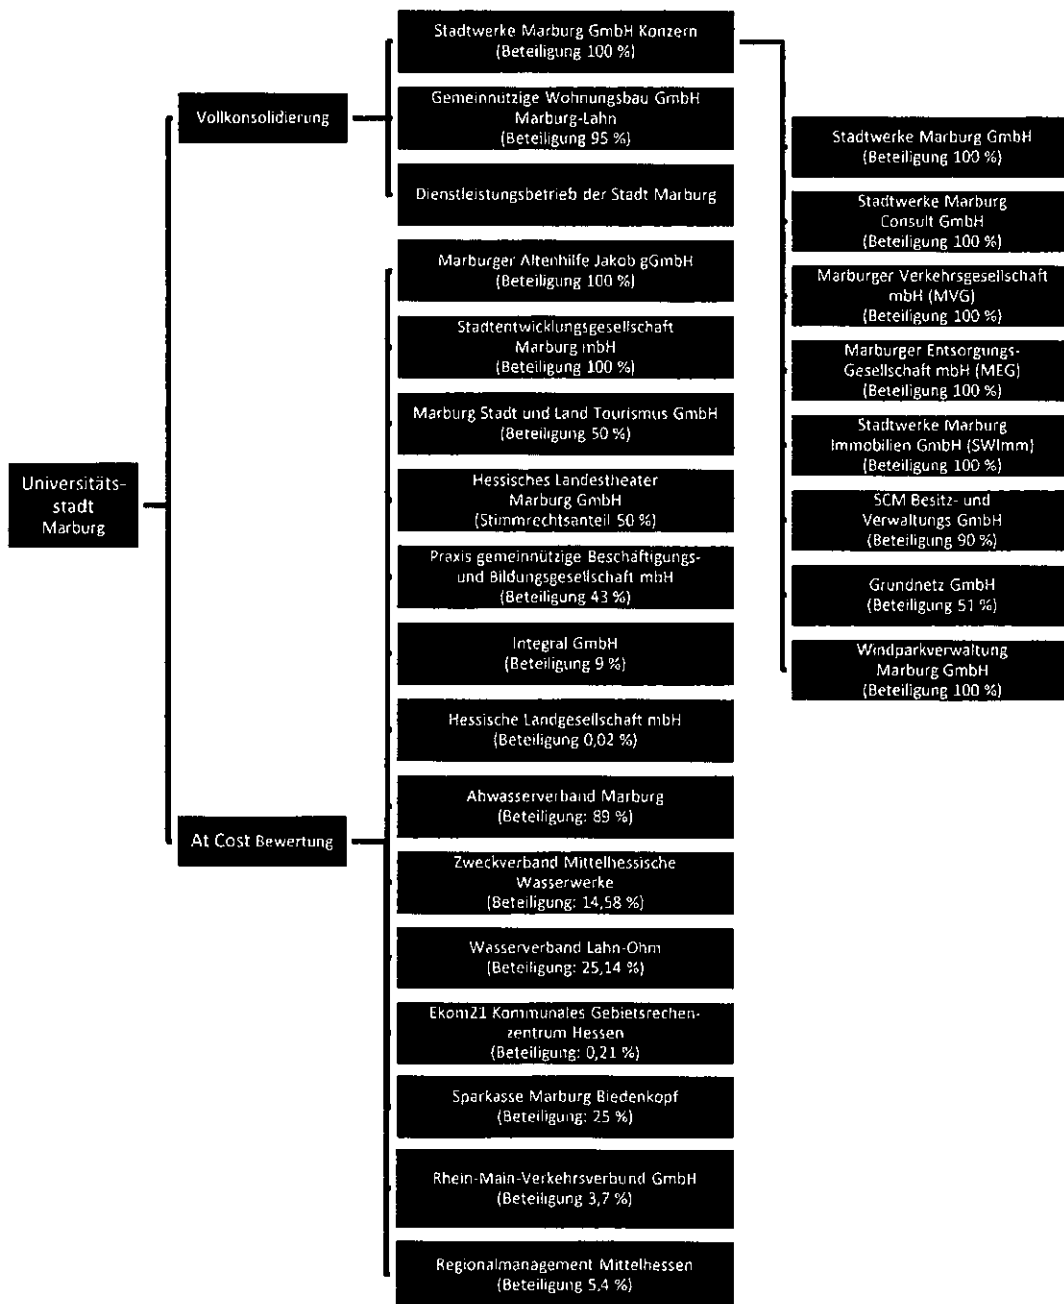 Universitäts-
stadt
Marburg
Vollkonsolidierung
Stadtwerke Marburg GmbH Konzern
(Beteiligung 100 %)
Gemeinnützige Wohnungsbau GmbH
Marburg-Lahn
(Beteiligung 95 %)
Dienstleistungsbetrieb der Stadt Marburg
Stadtwerke Marburg GmbH
(Beteiligung 100 %)
Stadtwerke Marburg
Consult GmbH
(Beteiligung 100 %)
Marburger Verkehrsgesellschaft
mbH (MVG)
(Beteiligung 100 %)
Marburger Entsorgungs-
Gesellschaft mbH (MEG)
(Beteiligung 100 %)
Stadtwerke Marburg
Immobilien GmbH (SWImm)
(Beteiligung 100 %)
SCM Besitz- und
Verwaltungs GmbH
(Beteiligung 90 %)
Grundnetz GmbH
(Beteiligung 51 %)
Windparkverwaltung
Marburg GmbH
(Beteiligung 100 %)
At Cost Bewertung
Marburger Altenhilfe Jakob gGmbH
(Beteiligung 100 %)
Stadtentwicklungsgesellschaft
Marburg mbH
(Beteiligung 100 %)
Marburg Stadt und Land Tourismus GmbH
(Beteiligung 50 %)
Hessisches Landestheater
Marburg GmbH
(Stimmrechtsanteil 50 %)
Praxis gemeinnützige Beschäftigungs-
und Bildungsgesellschaft mbH
(Beteiligung 43 %)
Integral GmbH
(Beteiligung 9 %)
Hessische Landgesellschaft mbH
(Beteiligung 0,02 %)
Abwasserverband Marburg
(Beteiligung: 89 %)
Zweckverband Mittelhessische
Wasserwerke
(Beteiligung: 14,58 %)
Wasserverband Lahn-Ohm
(Beteiligung: 25,14 %)
Ekom21 Kommunales Gebietsrechen-
zentrum Hessen
(Beteiligung: 0,21 %)
Sparkasse Marburg Biedenkopf
(Beteiligung: 25 %)
Rhein-Main-Verkehrsverbund GmbH
(Beteiligung 3,7 %)
Regionalmanagement Mittelhessen
(Beteiligung 5,4 %)